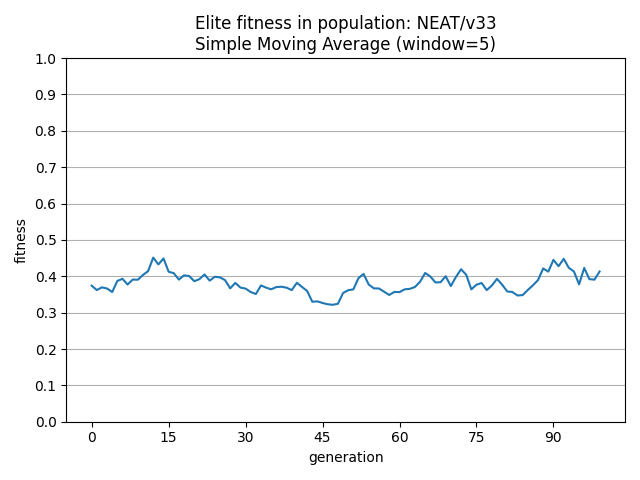 Elite fitness in population: NEAT/v33
Simple Moving Average (window=5)
1.0
0.9
0.8
0.7
0.6
0.5
0.4
0.3
0.2
0.1
0.0
fitness
0 15 30 45 60 75 90
generation